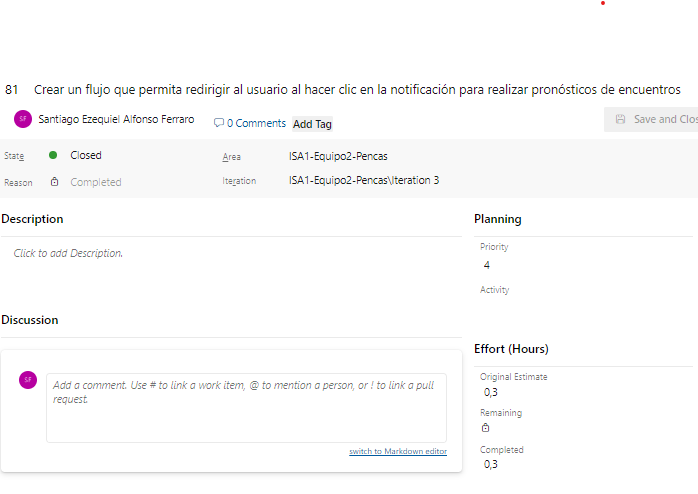 81 Crear un flujo que permita redirigir al usuario al hacer clic en la notificación para realizar pronósticos de encuentros
SF Santiago Ezequiel Alfonso Ferraro 0 Comments Add Tag Save and Clos
State Closed Area ISA1-Equipo2-Pencas
Reason Completed Iteration ISA1-Equipo2-Pencas\Iteration 3
Description
Click to add Description.
Planning
Priority
4
Activity
Discussion
SF
Add a comment. Use # to link a work item, @ to mention a person, or ! to link a pull
request.
switch to Markdown editor
Effort (Hours)
Original Estimate
0,3
Remaining
Completed
0,3